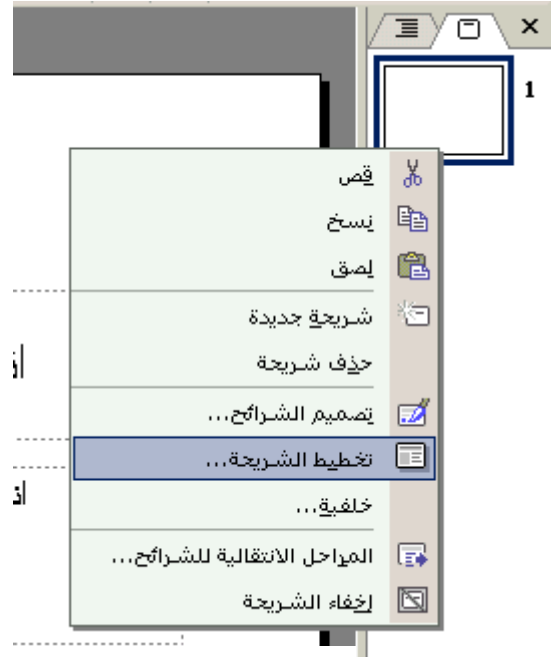 1
قص
نسخ
لصق
شريحة جديدة
حذف شريحة
تصميم الشرائح...
تخطيط الشريحة...
خلفية...
المراحل الانتقالية للشرائح...
إخفاء الشريحة